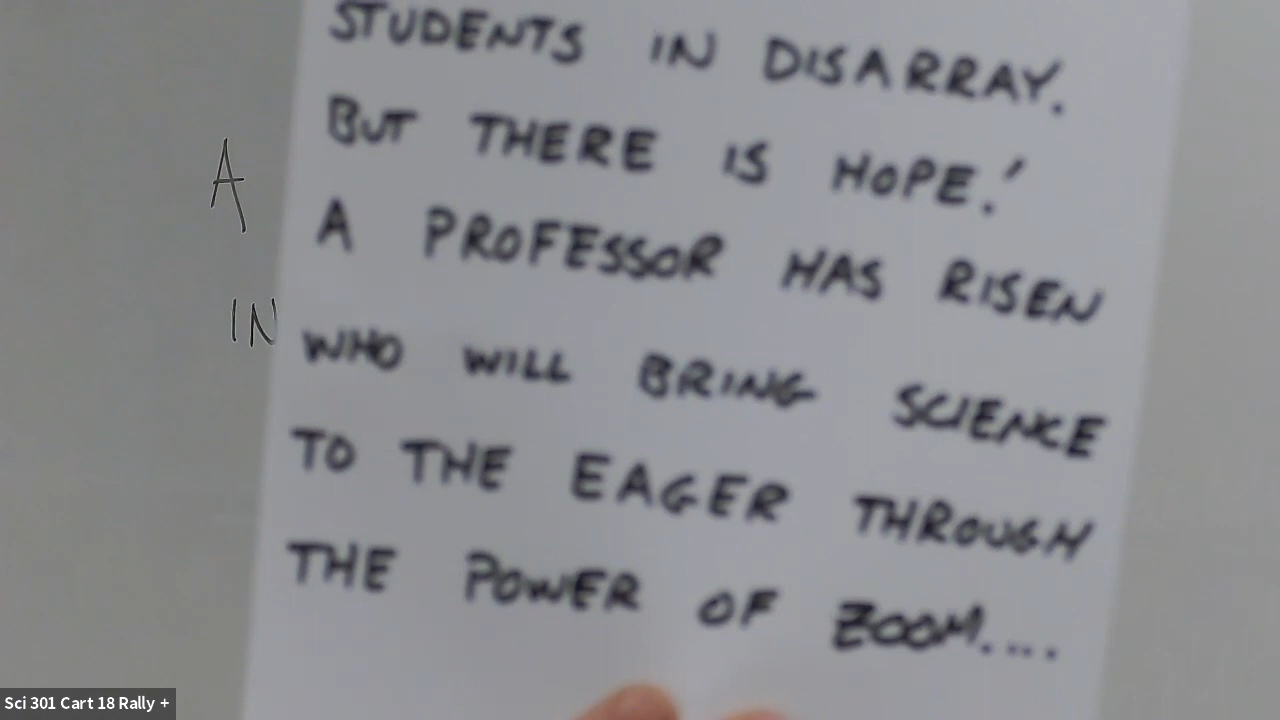 STUDENTS IN DISARRAY.
BUT THERE IS HOPE!
A PROFESSOR HAS RISEN
WHO WILL BRING SCIENCE
TO THE EAGER THROUGH
THE POWER OF ZOOM....
A
IN
Sci 301 Cart 18 Rally +